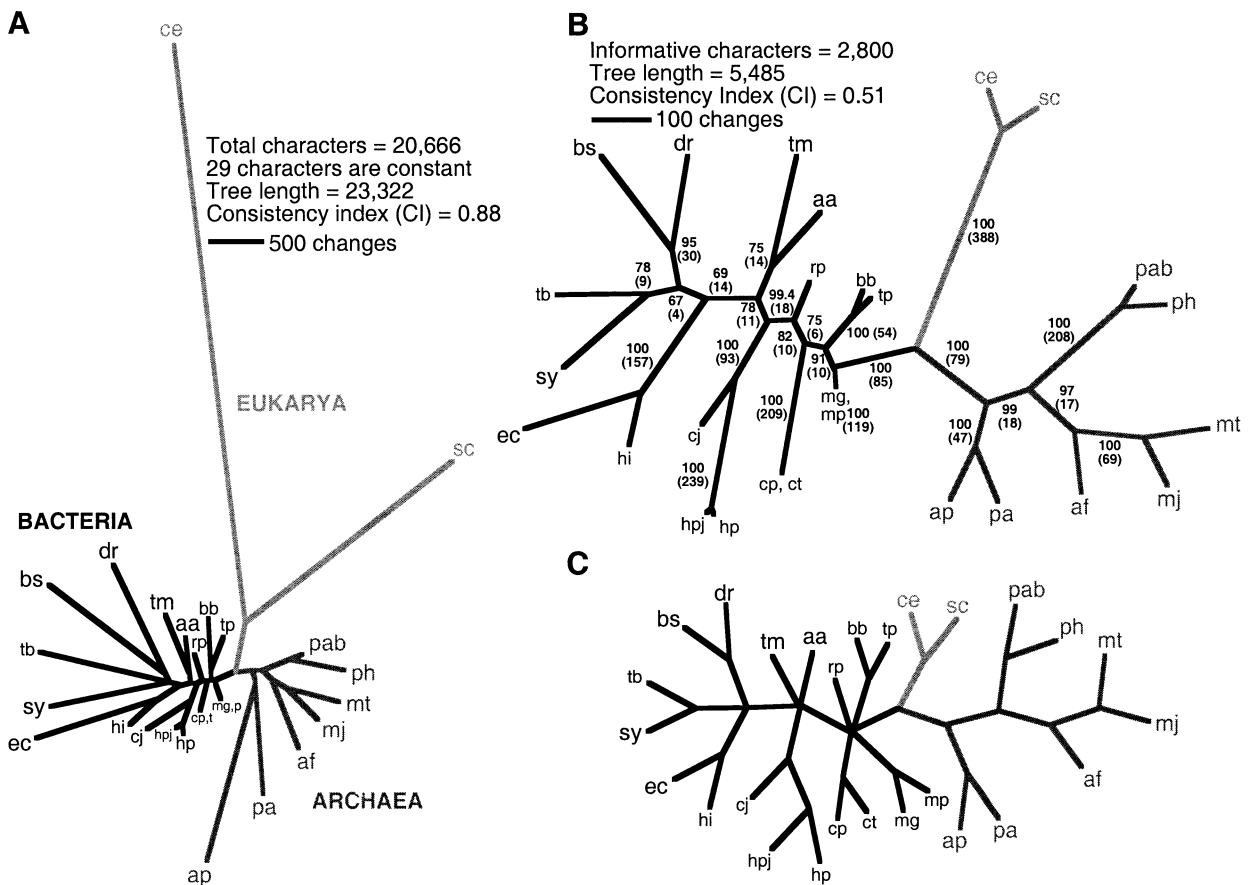 A
ce
Total characters = 20,666
29 characters are constant
Tree length = 23,322
Consistency index (CI) = 0.88
500 changes
EUKARYA
sc
BACTERIA
dr
bs
tm
bb
aa
tp
rp
tb
pab
ph
mt
sy
mg,p
cp,t
mj
hi
cj
hpj
hp
ec
af
pa
ARCHAEA
ap
B
Informative characters = 2,800
Tree length = 5,485
Consistency Index (CI) = 0.51
100 changes
ce
sc
bs
dr
tm
aa
95
(30)
75
(14)
100
(388)
rp
bb
tp
pab
ph
78
(9)
69
(14)
99.4
(18)
tb
67
(4)
78
(11)
75
(6)
100 (54)
100
(208)
82
(10)
91
(10)
100
(85)
100
(79)
100
(157)
100
(93)
sy
97
(17)
99
(18)
mg,
mp
100
(119)
100
(209)
100
(47)
100
(69)
mt
ec
hi
cj
100
(239)
cp, ct
hpj
hp
ap
pa
af
mj
C
dr
bs
tm
aa
bb
tp
ce
sc
pab
ph
mt
tb
rp
sy
mj
ec
hi
cj
cp
ct
mg
mp
af
hpj
hp
ap
pa